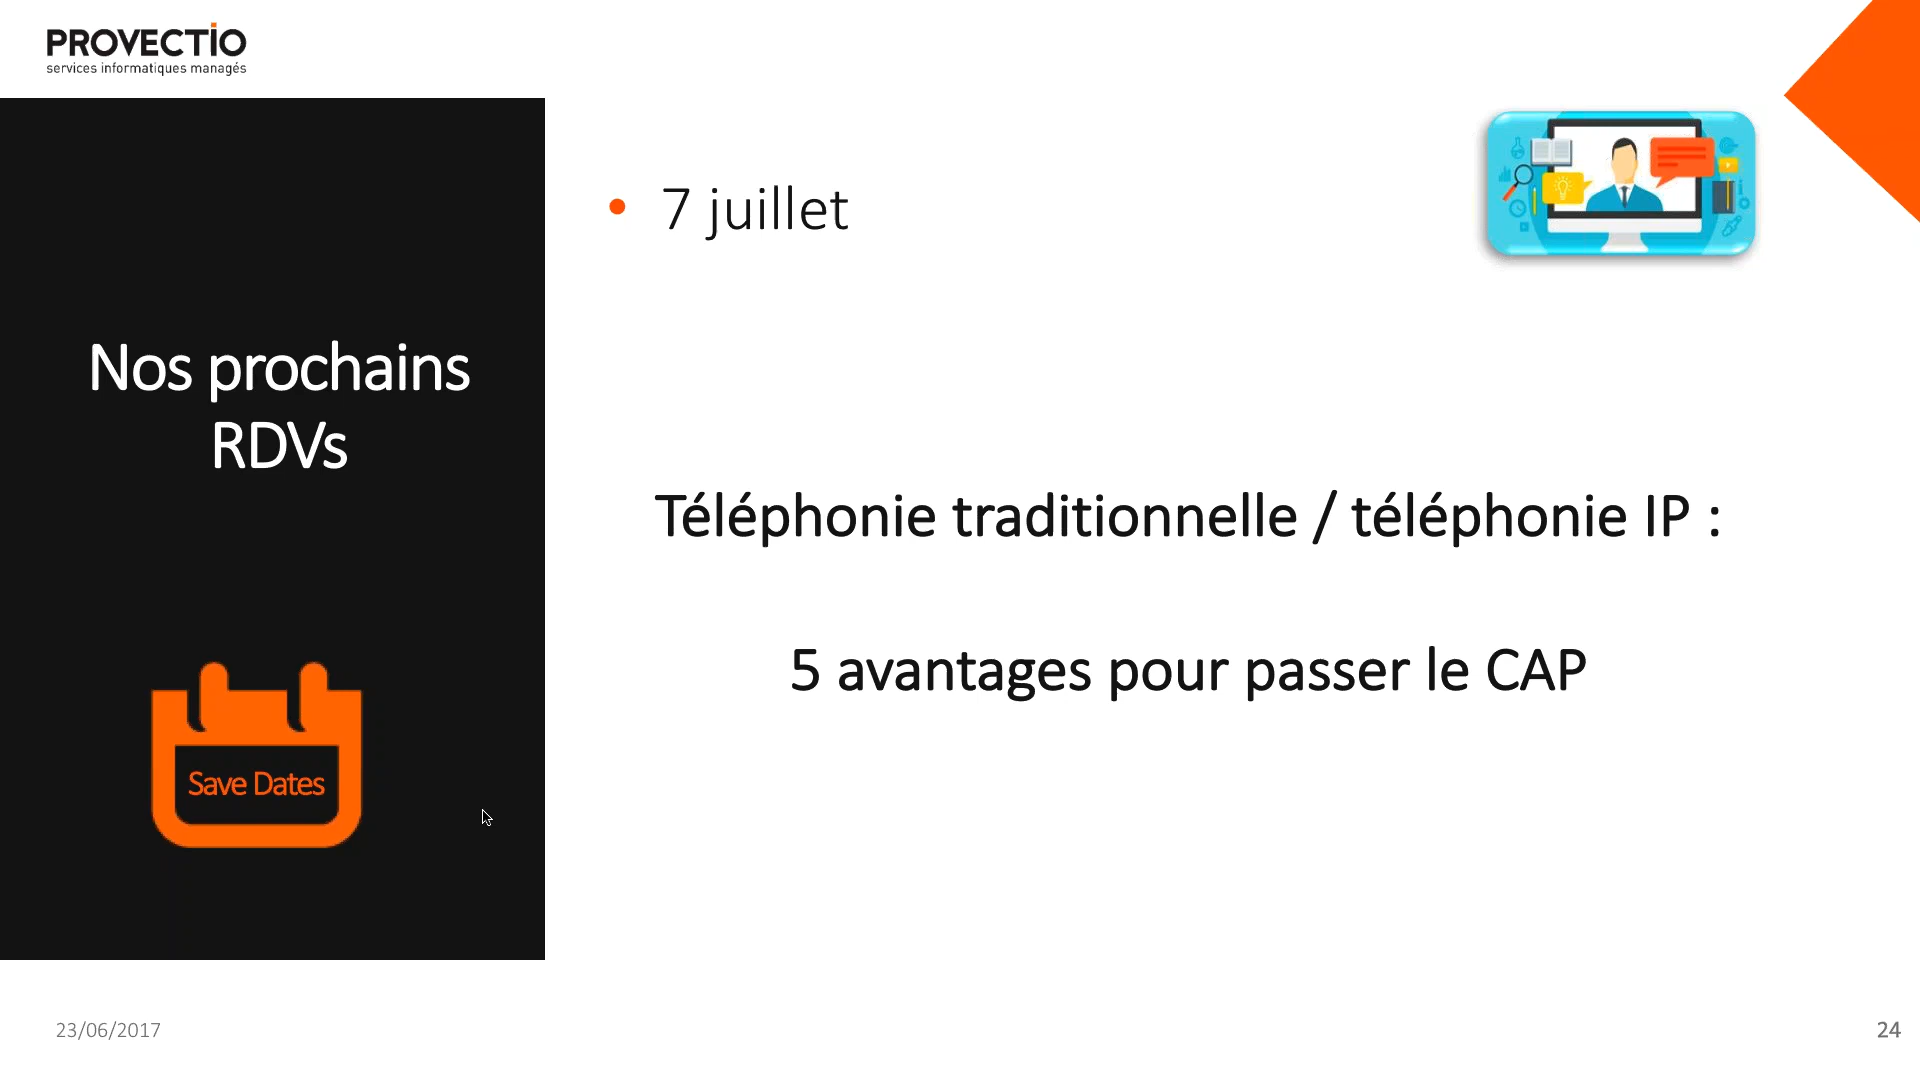 PROVECTIO
services informatiques managés
• 7 juillet
Nos prochains
RDVs
Téléphonie traditionnelle / téléphonie IP :
5 avantages pour passer le CAP
Save Dates
23/06/2017
24